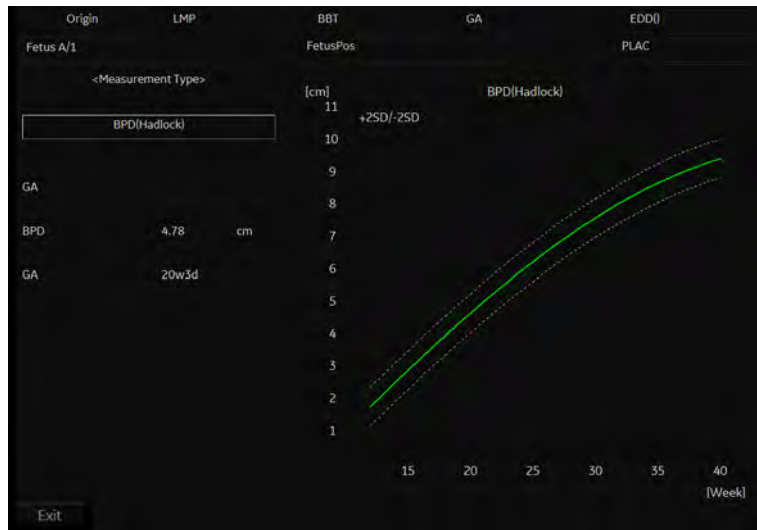 Origin LMP BBT GA EDD()
Fetus A/1 FetusPos PLAC
<Measurement Type>
BPD(Hadlock)
GA
BPD 4.78 cm
GA 20w3d
[cm] BPD(Hadlock)
+2SD/-2SD
11
10
9
8
7
6
5
4
3
2
1
15 20 25 30 35 40
[Week]
Exit